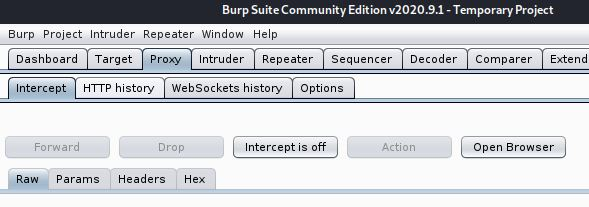 Burp Suite Community Edition v2020.9.1 - Temporary Project
Burp Project Intruder Repeater Window Help
Dashboard Target Proxy Intruder Repeater Sequencer Decoder Comparer Extend
Intercept HTTP history WebSockets history Options
Forward Drop Intercept is off Action Open Browser
Raw Params Headers Hex